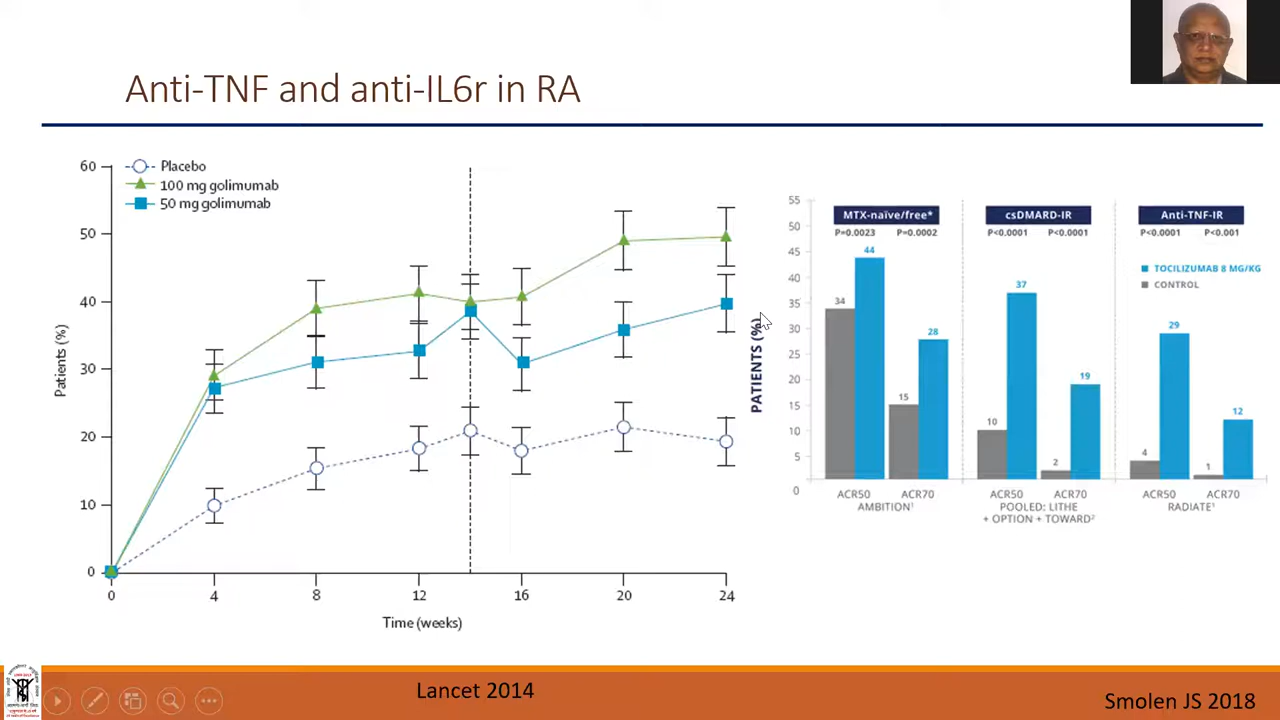 Anti-TNF and anti-IL6r in RA
60
50
40
30
20
10
0
Patients (%)
Placebo
100 mg golimumab
50 mg golimumab
0 4 8 12 16 20 24
Time (weeks)
55
50
45
40
35
30
25
20
15
10
5
0
PATIENTS (%)
MTX-naïve/free* csDMARD-IR Anti-TNF-IR
P=0.0023 P=0.0002 P<0.0001 P<0.0001 P<0.0001 P<0.001
TOCILIZUMAB 8 MG/KG
CONTROL
34 44 15 28 10 37 2 19 4 29 1 12
ACR50 ACR70 ACR50 ACR70 ACR50 ACR70
AMBITION¹ POOLED: LITHE RADIATE¹
+ OPTION + TOWARD²
Lancet 2014
Smolen JS 2018